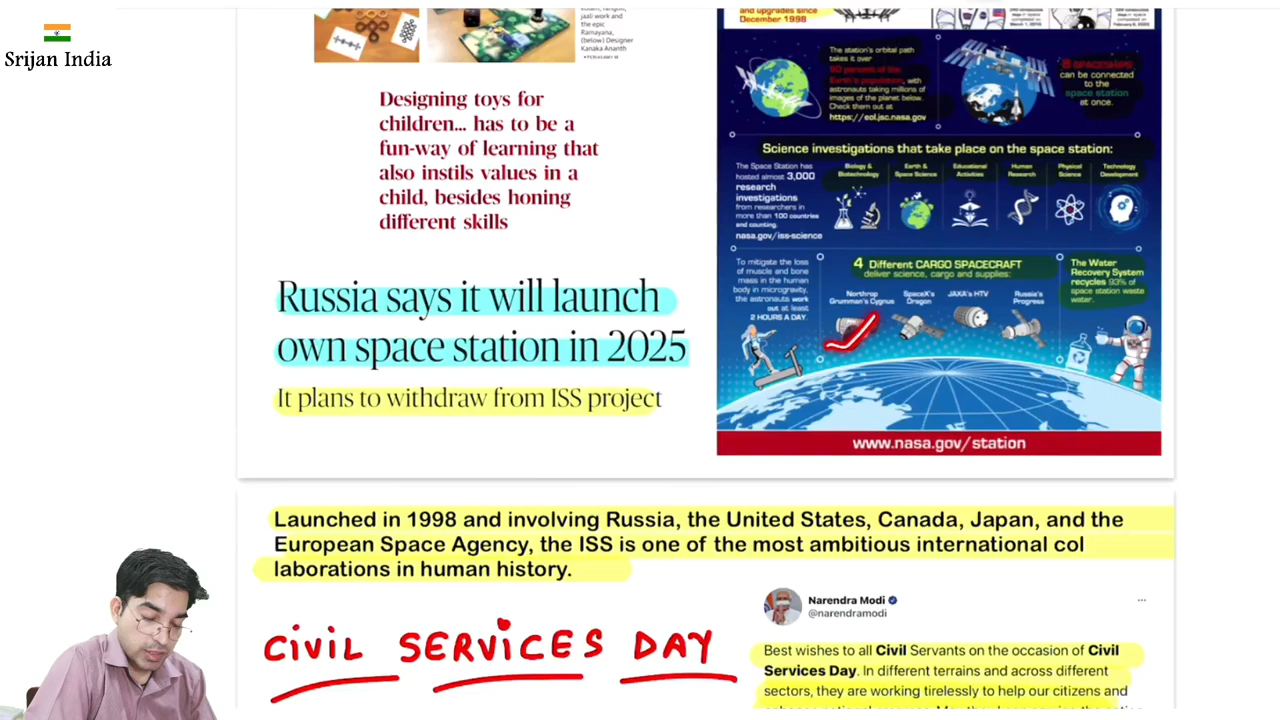 Srijan India
jaali work and
the epic
Ramayana,
(below) Designer
Kanaka Ananth
Designing toys for
children... has to be a
fun-way of learning that
also instils values in a
child, besides honing
different skills
Russia says it will launch
own space station in 2025
It plans to withdraw from ISS project
and upgrades since
December 1998
The station's orbital path
takes it over
90 percent of the
Earth's population, with
astronauts taking millions of
images of the planet below.
Check them out at
https://eol.jsc.nasa.gov
8 SPACESHIPS
can be connected
to the
space station
at once.
Science investigations that take place on the space station:
The Space Station has
hosted almost 3,000
research
investigations
from researchers in
more than 100 countries
and counting.
nasa.gov/iss-science
Biology &
Biotechnology
Earth &
Space Science
Educational
Activities
Human
Research
Physical
Science
Technology
Development
To mitigate the loss
of muscle and bone
mass in the human
body in microgravity,
the astronauts work
out at least
2 HOURS A DAY.
4 Different CARGO SPACECRAFT
deliver science, cargo and supplies:
Northrop
Grumman's Cygnus
SpaceX's
Dragon
JAXA's HTV
Russia's
Progress
The Water
Recovery System
recycles 93% of
space station waste
water.
www.nasa.gov/station
Launched in 1998 and involving Russia, the United States, Canada, Japan, and the
European Space Agency, the ISS is one of the most ambitious international col
laborations in human history.
CIVIL SERVICES DAY
Narendra Modi
@narendramodi
Best wishes to all Civil Servants on the occasion of Civil
Services Day. In different terrains and across different
sectors, they are working tirelessly to help our citizens and